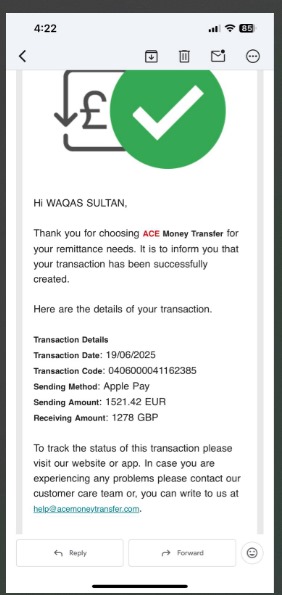 4:22
85
£
Hi WAQAS SULTAN,
Thank you for choosing ACE Money Transfer for
your remittance needs. It is to inform you that
your transaction has been successfully
created.
Here are the details of your transaction.
Transaction Details
Transaction Date: 19/06/2025
Transaction Code: 0406000041162385
Sending Method: Apple Pay
Sending Amount: 1521.42 EUR
Receiving Amount: 1278 GBP
To track the status of this transaction please
visit our website or app. In case you are
experiencing any problems please contact our
customer care team or, you can write to us at
help@acemoneytransfer.com.
Reply
Forward